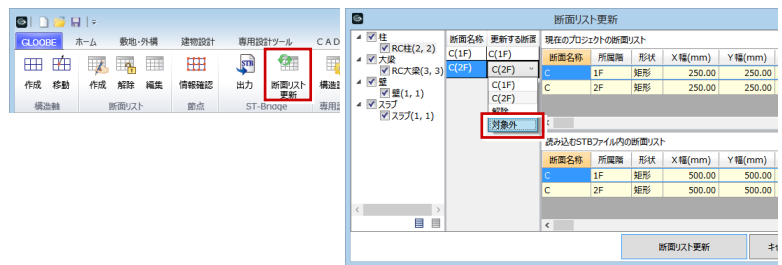 GLOOBE ホーム 敷地・外構 建物設計 専用設計ツール CAD
作成 移動 作成 解除 編集 情報確認 出力 断面リスト更新
構造軸 断面リスト 節点 ST-Bridge
断面リスト更新
柱
RC柱(2, 2)
大梁
RC大梁(3, 3)
壁
壁(1, 1)
スラブ
スラブ(1, 1)
断面名称 更新する断面
C(1F) C(1F)
C(2F) C(2F)
C(1F)
C(2F)
解除
対象外
現在のプロジェクトの断面リスト
断面名称 所属階 形状 X幅(mm) Y幅(mm)
C 1F 矩形 250.00 250.00
C 2F 矩形 250.00 250.00
読み込むSTBファイル内の断面リスト
断面名称 所属階 形状 X幅(mm) Y幅(mm)
C 1F 矩形 500.00 500.00
C 2F 矩形 500.00 500.00
断面リスト更新